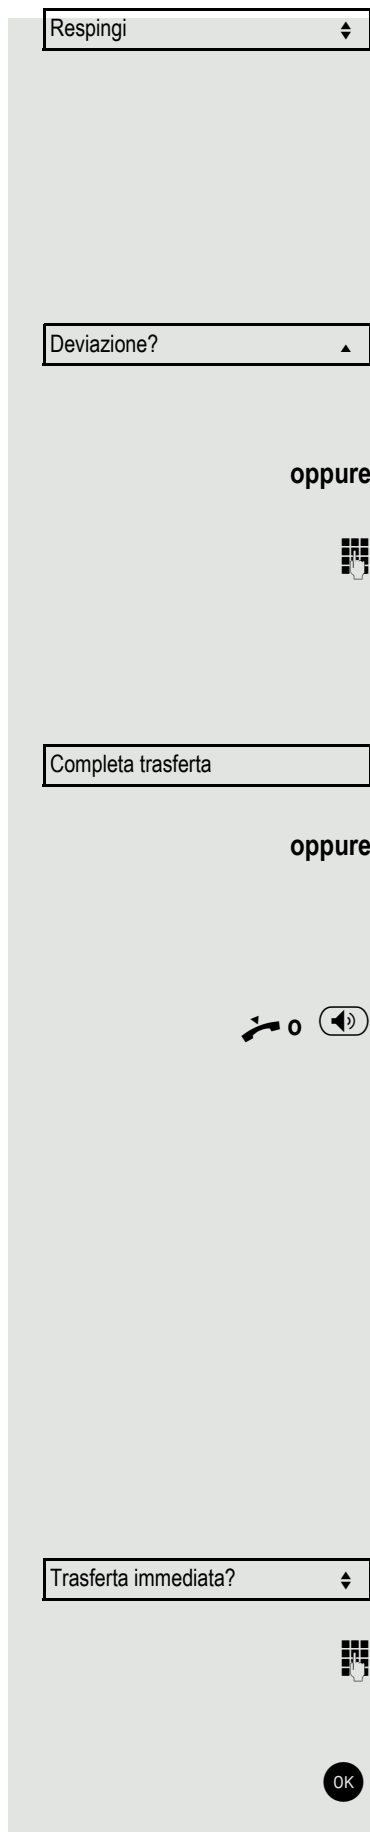 Respingi
Deviazione?
oppure
Completa trasferta
oppure
o
Trasferta immediata?
OK